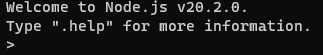 Welcome to Node.js v20.2.0.
Type ".help" for more information.
>